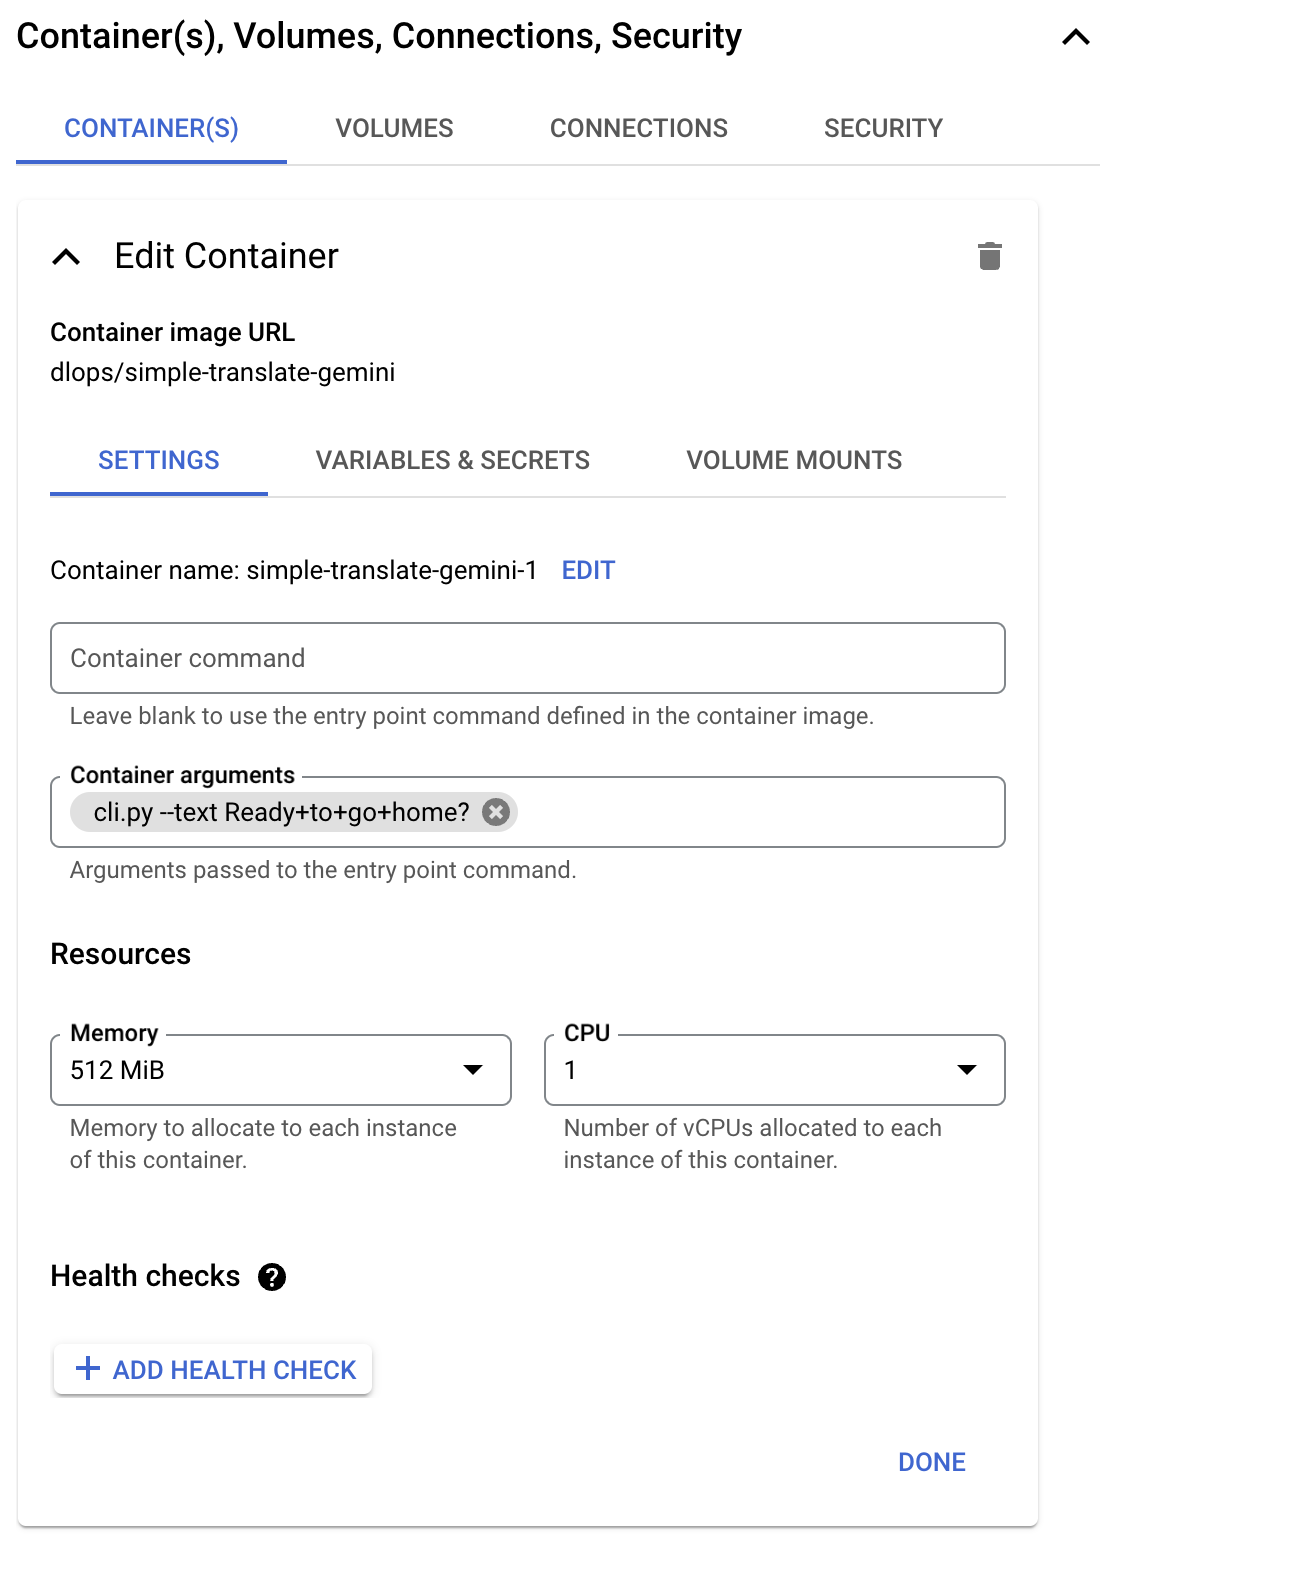 Container(s), Volumes, Connections, Security
CONTAINER(S) VOLUMES CONNECTIONS SECURITY
Edit Container
Container image URL
dlops/simple-translate-gemini
SETTINGS VARIABLES & SECRETS VOLUME MOUNTS
Container name: simple-translate-gemini-1 EDIT
Container command
Leave blank to use the entry point command defined in the container image.
Container arguments
cli.py --text Ready+to+go+home?
Arguments passed to the entry point command.
Resources
Memory
512 MiB
Memory to allocate to each instance
of this container.
CPU
1
Number of vCPUs allocated to each
instance of this container.
Health checks
ADD HEALTH CHECK
DONE